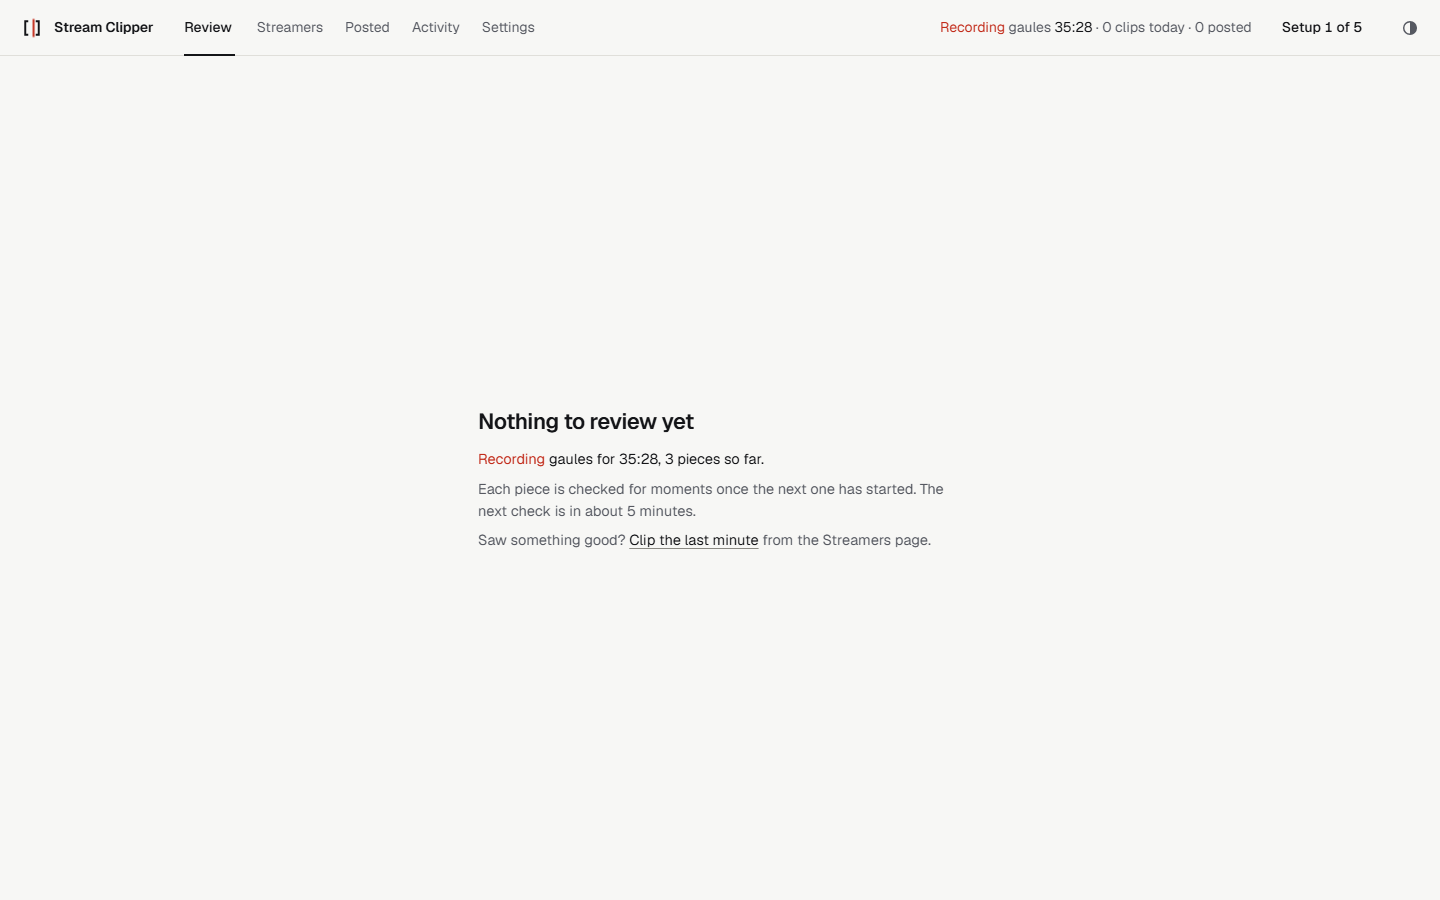 Stream Clipper
Review
Streamers
Posted
Activity
Settings
Recording gaules 35:28 · 0 clips today · 0 posted
Setup 1 of 5
Nothing to review yet
Recording gaules for 35:28, 3 pieces so far.
Each piece is checked for moments once the next one has started. The
next check is in about 5 minutes.
Saw something good? Clip the last minute from the Streamers page.